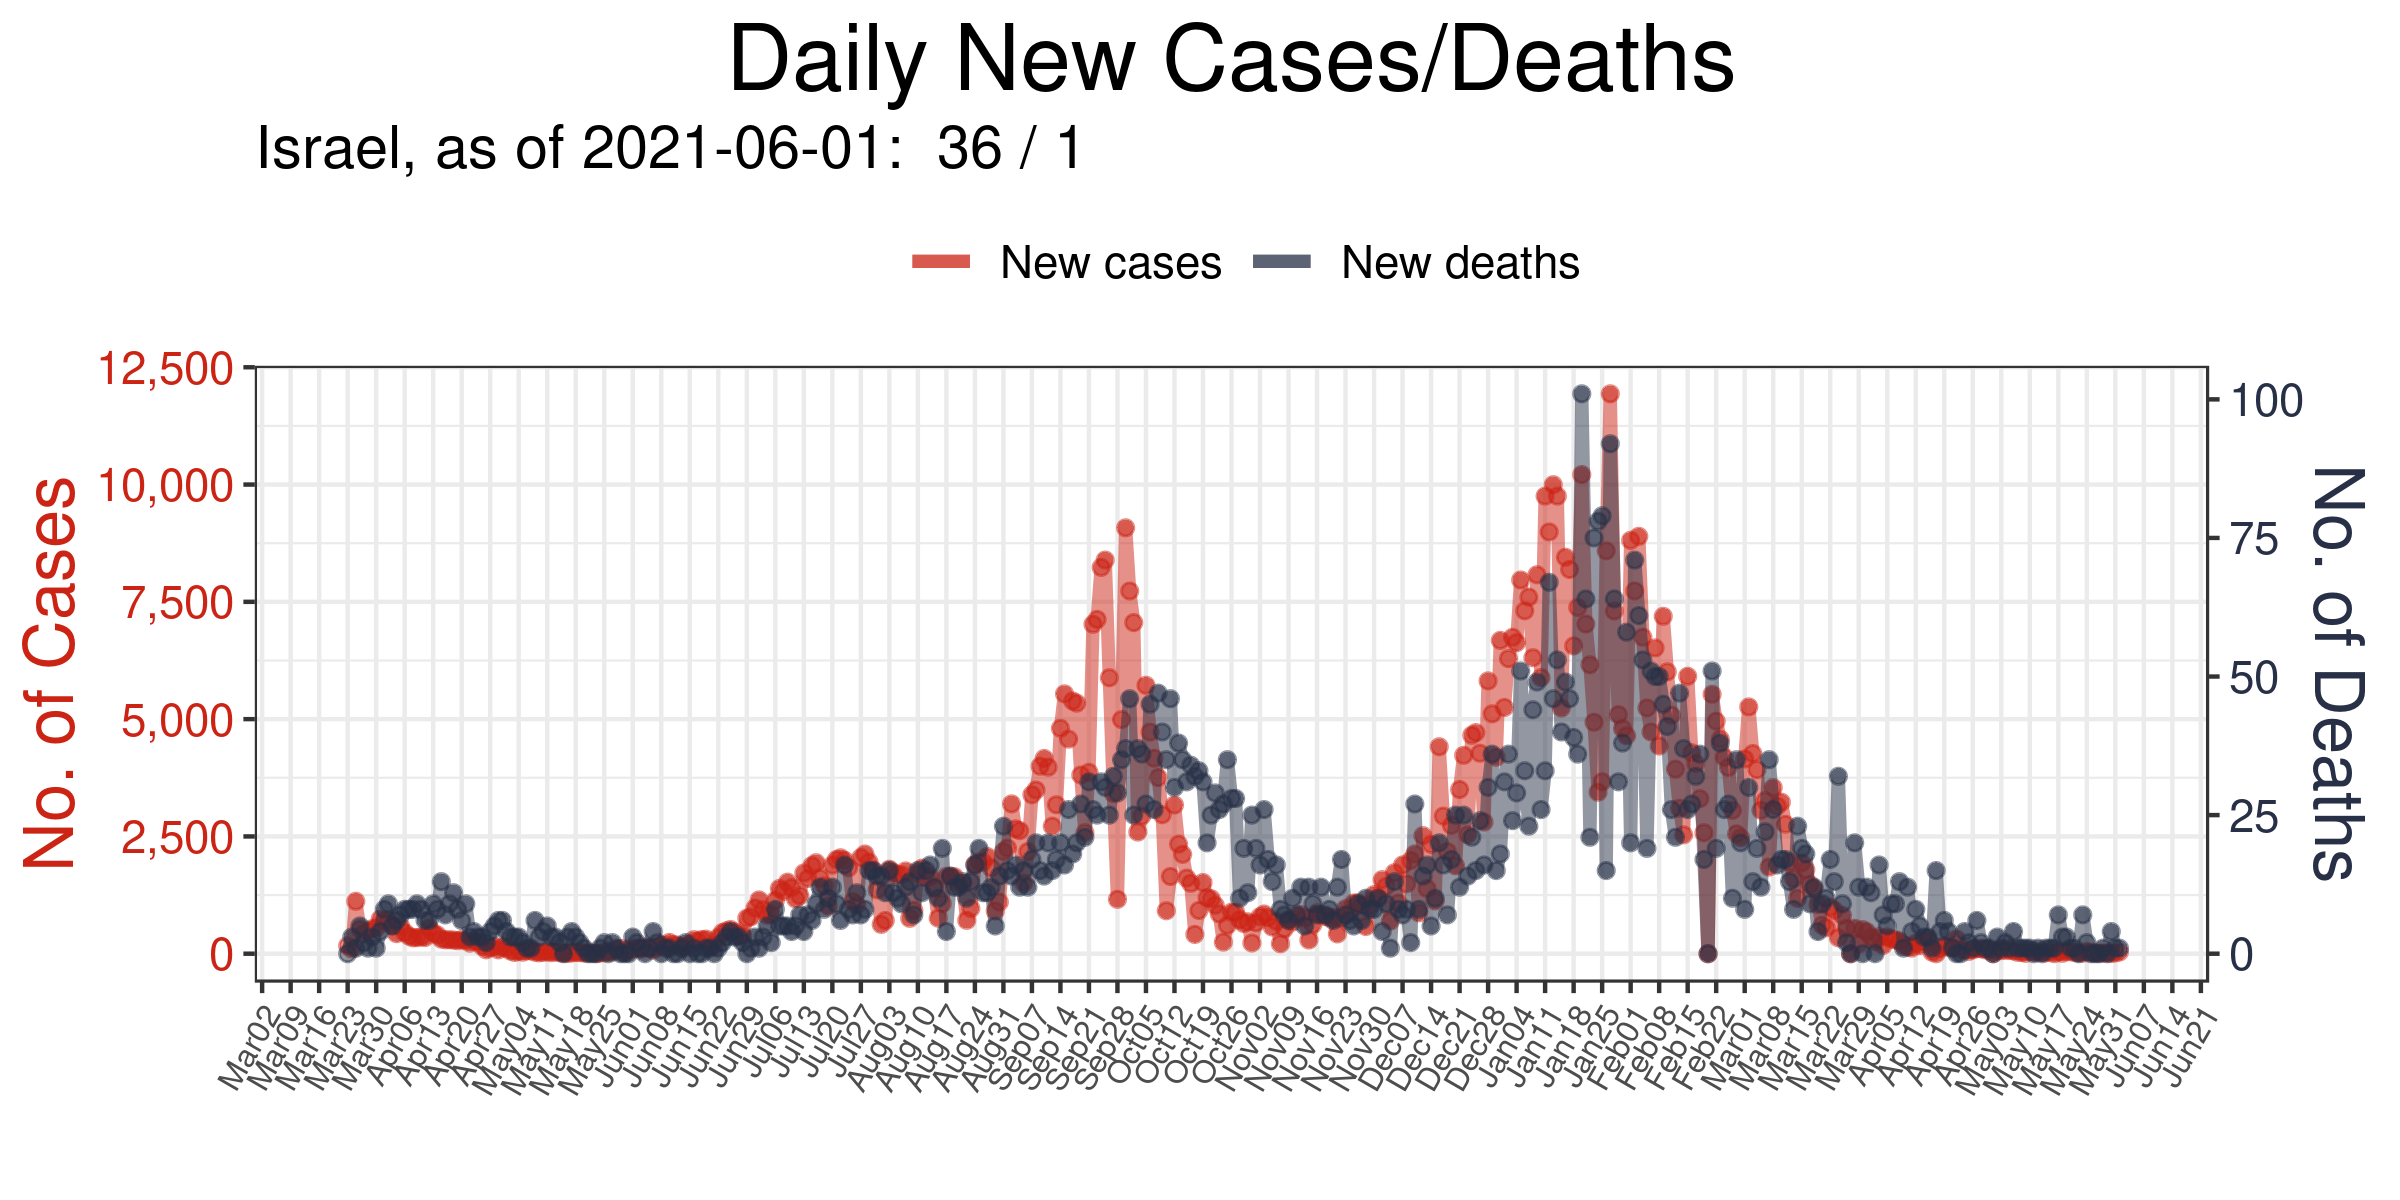 Daily New Cases/Deaths
Israel, as of 2021-06-01:  36 / 1
New cases
New deaths
No. of Cases
12,500
10,000
7,500
5,000
2,500
0
100
75
50
25
0
No. of Deaths
Mar02
Mar09
Mar16
Mar23
Mar30
Apr06
Apr13
Apr20
Apr27
May04
May11
May18
May25
Jun01
Jun08
Jun15
Jun22
Jun29
Jul06
Jul13
Jul20
Jul27
Aug03
Aug10
Aug17
Aug24
Aug31
Sep07
Sep14
Sep21
Sep28
Oct05
Oct12
Oct19
Oct26
Nov02
Nov09
Nov16
Nov23
Nov30
Dec07
Dec14
Dec21
Dec28
Jan04
Jan11
Jan18
Jan25
Feb01
Feb08
Feb15
Feb22
Mar01
Mar08
Mar15
Mar22
Mar29
Apr05
Apr12
Apr19
Apr26
May03
May10
May17
May24
May31
Jun07
Jun14
Jun21